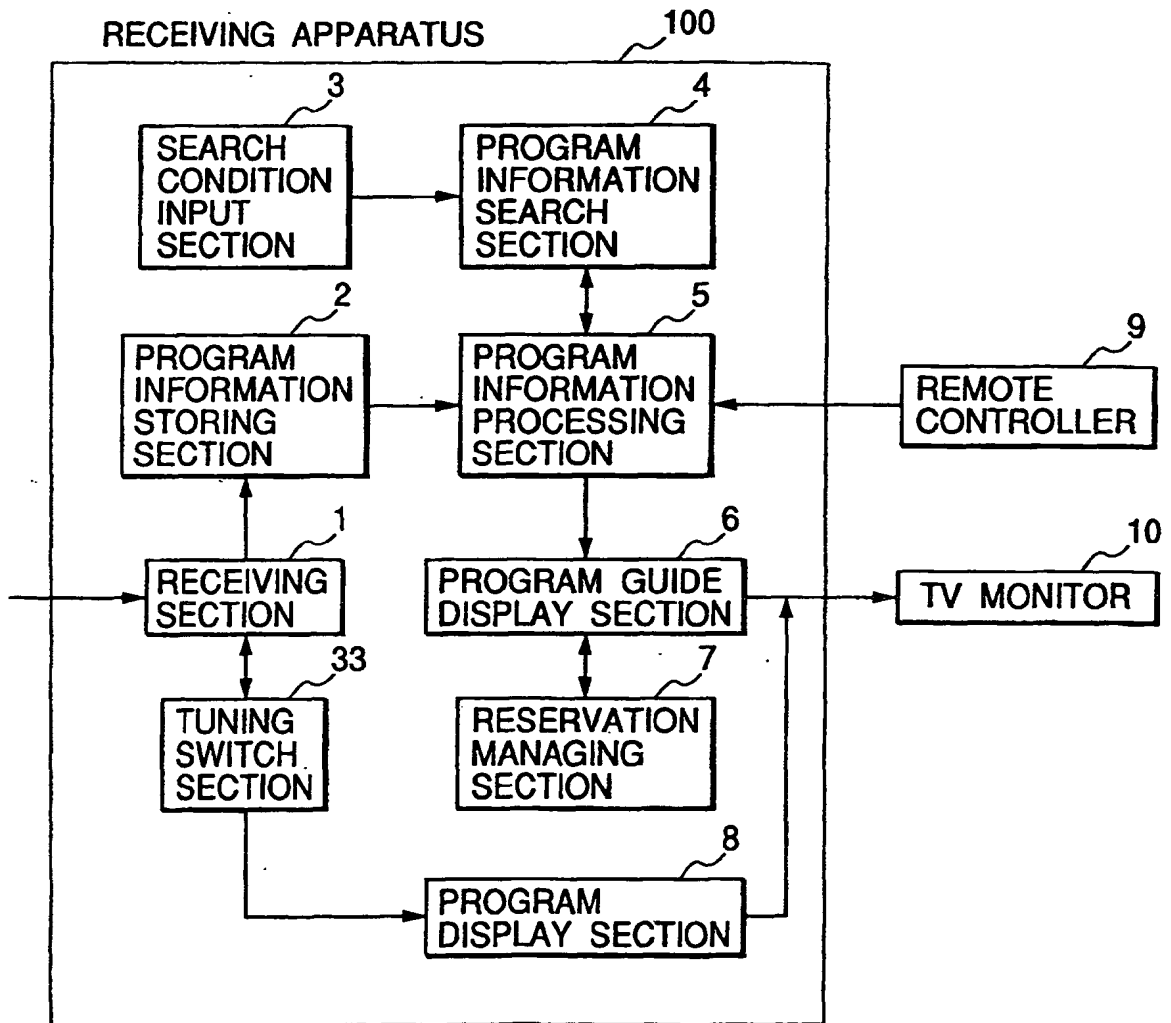 RECEIVING APPARATUS
100
3
SEARCH
CONDITION
INPUT
SECTION
4
PROGRAM
INFORMATION
SEARCH
SECTION
2
PROGRAM
INFORMATION
STORING
SECTION
5
PROGRAM
INFORMATION
PROCESSING
SECTION
9
REMOTE
CONTROLLER
1
RECEIVING
SECTION
6
PROGRAM GUIDE
DISPLAY SECTION
10
TV MONITOR
33
TUNING
SWITCH
SECTION
7
RESERVATION
MANAGING
SECTION
8
PROGRAM
DISPLAY SECTION